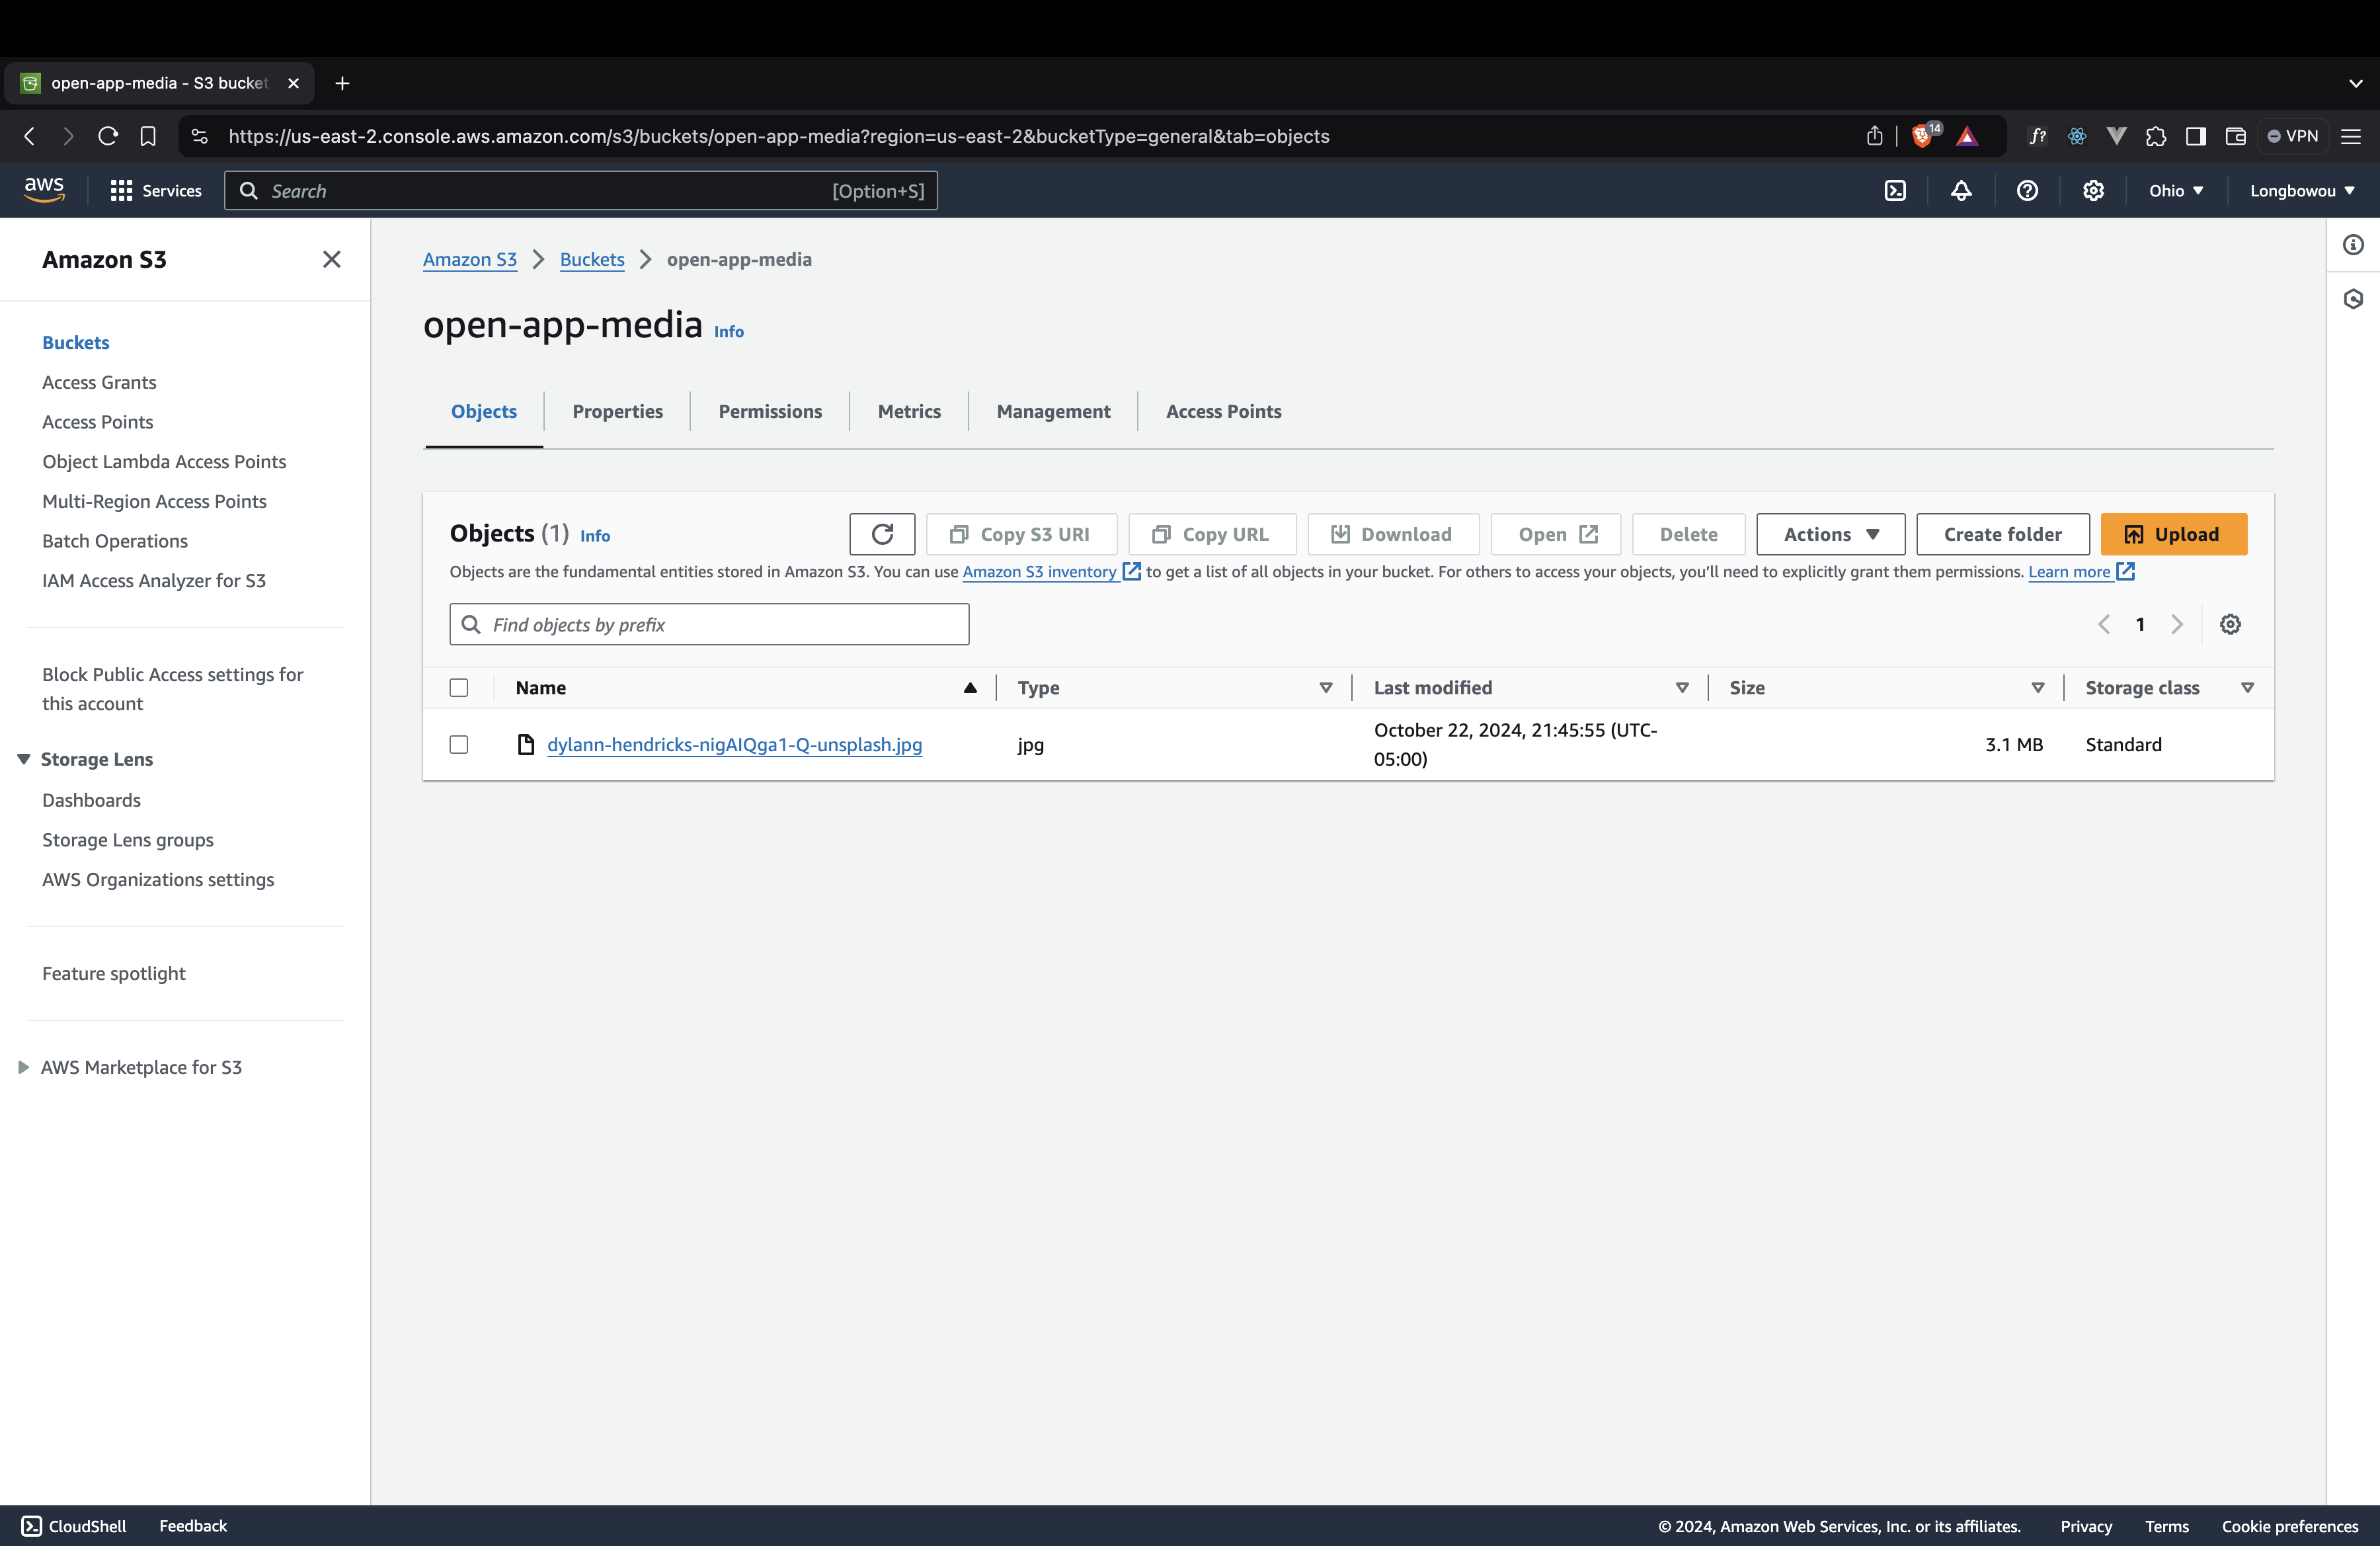 open-app-media - S3 bucket
https://us-east-2.console.aws.amazon.com/s3/buckets/open-app-media?region=us-east-2&bucketType=general&tab=objects
14
f?
VPN
aws
Services
Search
[Option+S]
Ohio
Longbowou
Amazon S3
Buckets
Access Grants
Access Points
Object Lambda Access Points
Multi-Region Access Points
Batch Operations
IAM Access Analyzer for S3
Block Public Access settings for
this account
Storage Lens
Dashboards
Storage Lens groups
AWS Organizations settings
Feature spotlight
AWS Marketplace for S3
Amazon S3 > Buckets > open-app-media
open-app-media Info
Objects
Properties
Permissions
Metrics
Management
Access Points
Objects (1) Info
Copy S3 URI
Copy URL
Download
Open
Delete
Actions
Create folder
Upload
Objects are the fundamental entities stored in Amazon S3. You can use Amazon S3 inventory to get a list of all objects in your bucket. For others to access your objects, you’ll need to explicitly grant them permissions. Learn more
Find objects by prefix
1
Name
Type
Last modified
Size
Storage class
dylann-hendricks-nigAIQga1-Q-unsplash.jpg
jpg
October 22, 2024, 21:45:55 (UTC-
05:00)
3.1 MB
Standard
CloudShell
Feedback
© 2024, Amazon Web Services, Inc. or its affiliates.
Privacy
Terms
Cookie preferences